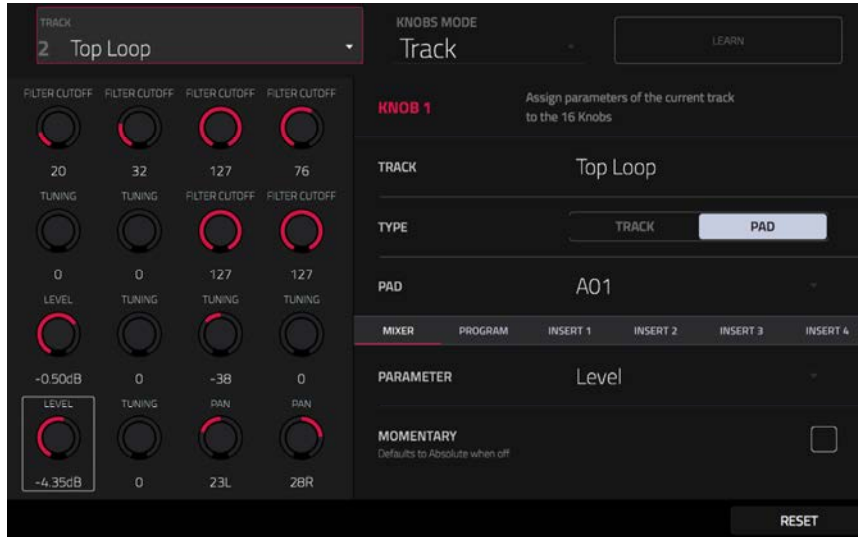 TRACK
2 Top Loop
KNOBS MODE
Track
LEARN
FILTER CUTOFF FILTER CUTOFF FILTER CUTOFF FILTER CUTOFF
20 32 127 76
TUNING TUNING FILTER CUTOFF FILTER CUTOFF
0 0 127 127
LEVEL TUNING TUNING TUNING
-0.50dB 0 -38 0
LEVEL TUNING PAN PAN
-4.35dB 0 23L 28R
KNOB 1
Assign parameters of the current track
to the 16 Knobs
TRACK Top Loop
TYPE TRACK PAD
PAD A01
MIXER PROGRAM INSERT 1 INSERT 2 INSERT 3 INSERT 4
PARAMETER Level
MOMENTARY
Defaults to Absolute when off
RESET